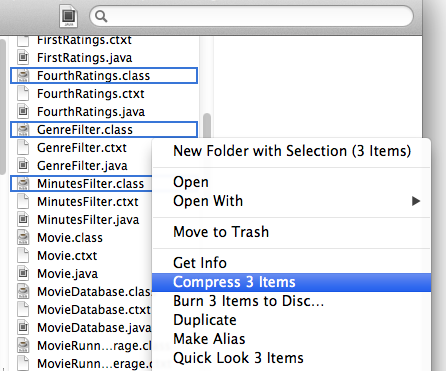 FirstRatings.ctxt
FirstRatings.java
FourthRatings.class
FourthRatings.ctxt
FourthRatings.java
GenreFilter.class
GenreFilter.ctxt
GenreFilter.java
MinutesFilter.class
MinutesFilter.ctxt
MinutesFilter.java
Movie.class
Movie.ctxt
Movie.java
MovieDatabase.class
MovieDatabase.ctxt
MovieDatabase.java
MovieRunn...rage.class
MovieRunn...erage.ctxt
New Folder with Selection (3 Items)
Open
Open With
Move to Trash
Get Info
Compress 3 Items
Burn 3 Items to Disc...
Duplicate
Make Alias
Quick Look 3 Items